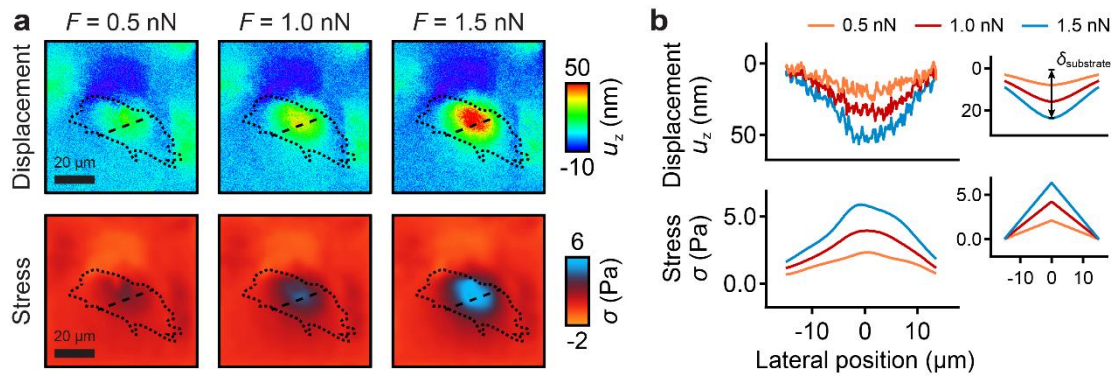 a
F = 0.5 nN
F = 1.0 nN
F = 1.5 nN
Displacement
20 μm
50
u_z (nm)
-10
Stress
20 μm
6
σ (Pa)
-2
b
0.5 nN
1.0 nN
1.5 nN
Displacement
u_z (nm)
0
50
0
10
20
δsubstrate
Stress
σ (Pa)
5.0
0.0
-10
0
10
Lateral position (μm)
5.0
0.0
-10
0
10